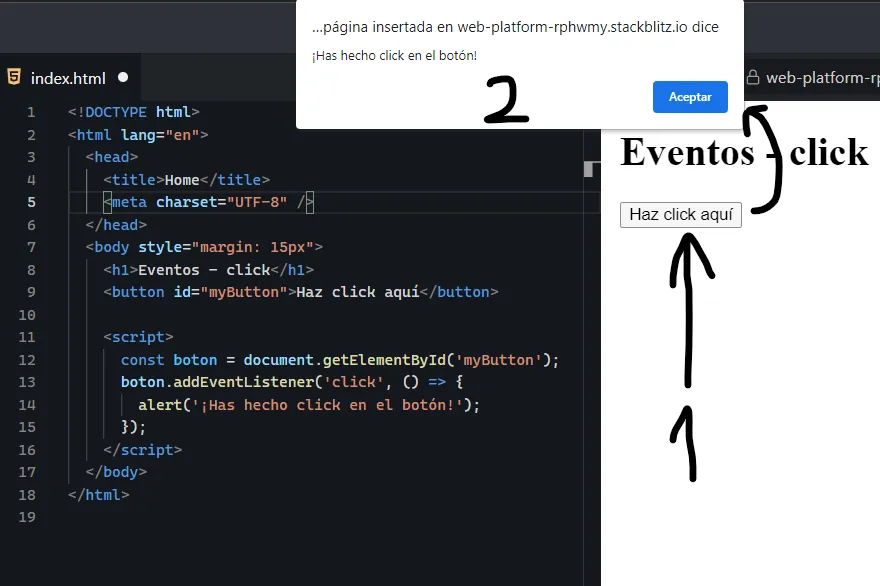 ...página insertada en web-platform-rphwmy.stackblitz.io dice
¡Has hecho click en el botón!
2
Aceptar
index.html
web-platform-rp
1 <!DOCTYPE html>
2 <html lang="en">
3 <head>
4 <title>Home</title>
5 <meta charset="UTF-8" />
6 </head>
7 <body style="margin: 15px">
8 <h1>Eventos - click</h1>
9 <button id="myButton">Haz click aquí</button>
10
11 <script>
12 const boton = document.getElementById('myButton');
13 boton.addEventListener('click', () => {
14 alert('¡Has hecho click en el botón!');
15 });
16 </script>
17 </body>
18 </html>
19
Eventos - click
Haz click aquí
1